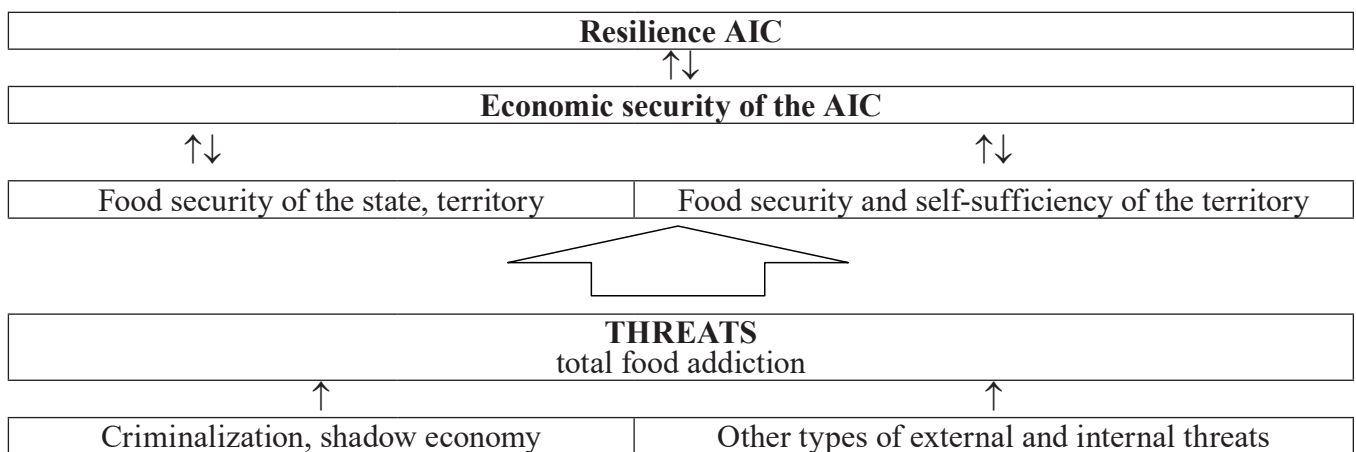 Resilience AIC
↑↓
Economic security of the AIC
↑↓ ↑↓
Food security of the state, territory
Food security and self-sufficiency of the territory
THREATS
total food addiction
↑ ↑
Criminalization, shadow economy
Other types of external and internal threats